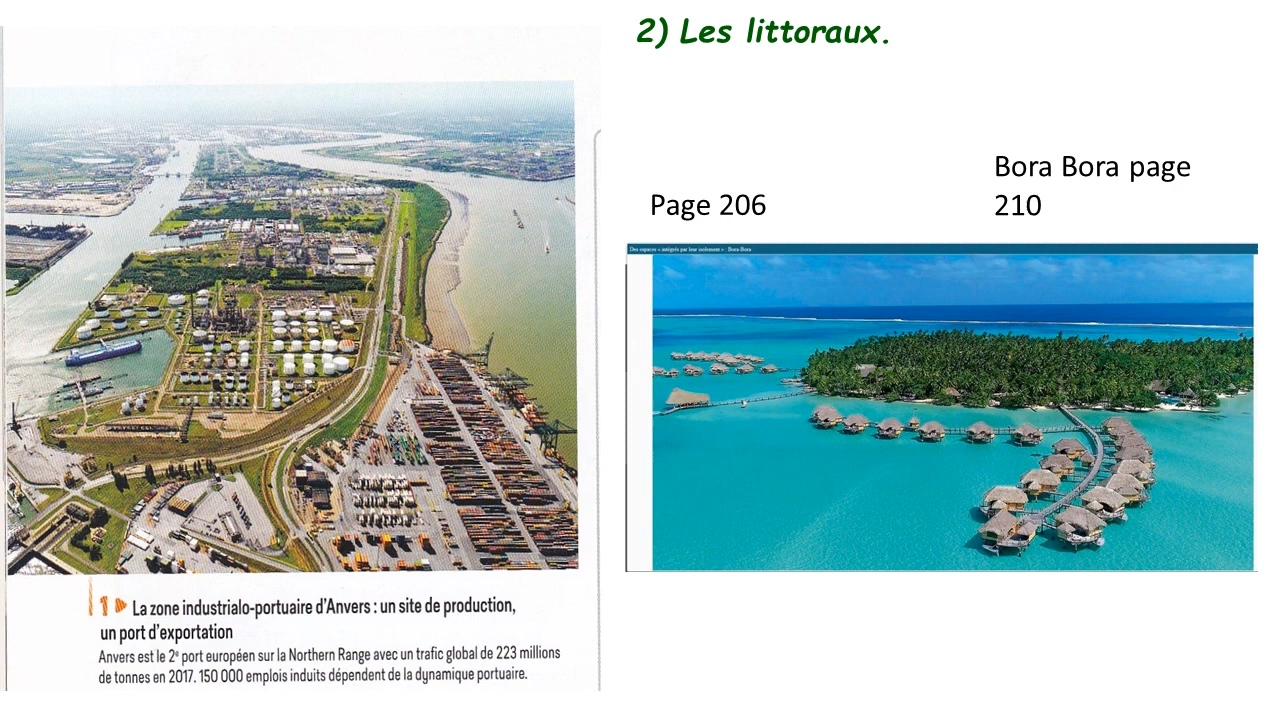 2) Les littoraux.
Page 206
Bora Bora page
210
Des espaces « intégrés par leur isolement » : Bora-Bora
1 La zone industrialo-portuaire d'Anvers : un site de production,
un port d'exportation
Anvers est le 2e port européen sur la Northern Range avec un trafic global de 223 millions
de tonnes en 2017. 150 000 emplois induits dépendent de la dynamique portuaire.